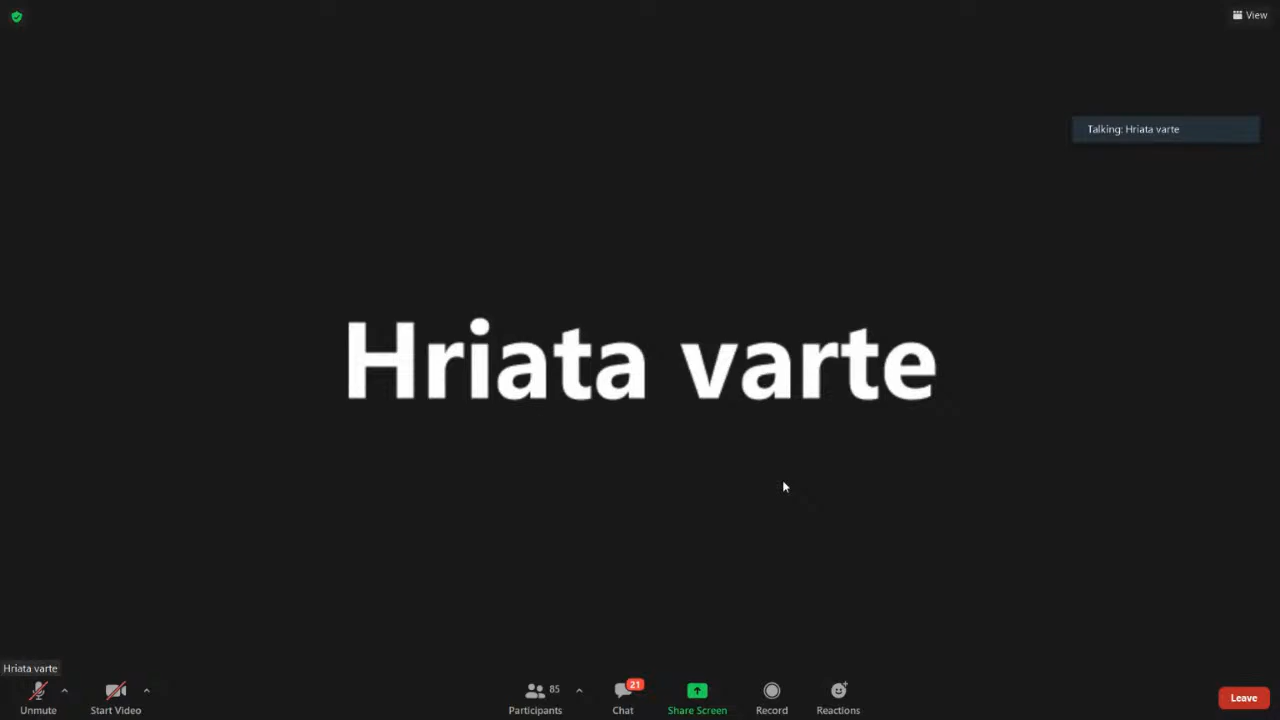 View
Talking: Hriata varte
Hriata varte
Hriata varte
Unmute
Start Video
85
Participants
21
Chat
Share Screen
Record
Reactions
Leave